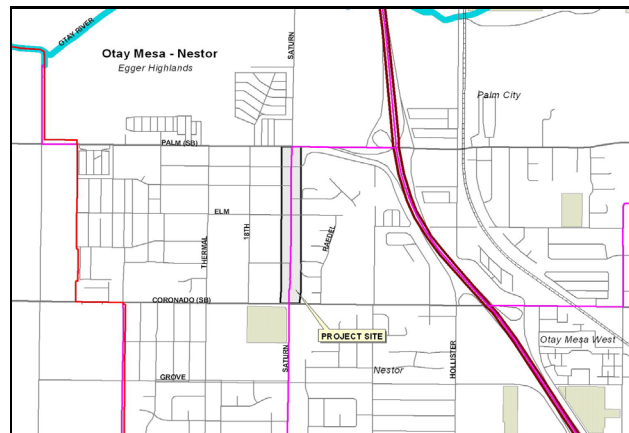 OTAY RIVER
Otay Mesa - Nestor
Egger Highlands
SATURN
Palm City
PALM (SB)
ELM
THERMAL
18TH
RAEDEL
CORONADO (SB)
PROJECT SITE
SATURN
HOLLISTER
Otay Mesa West
Nestor
GROVE